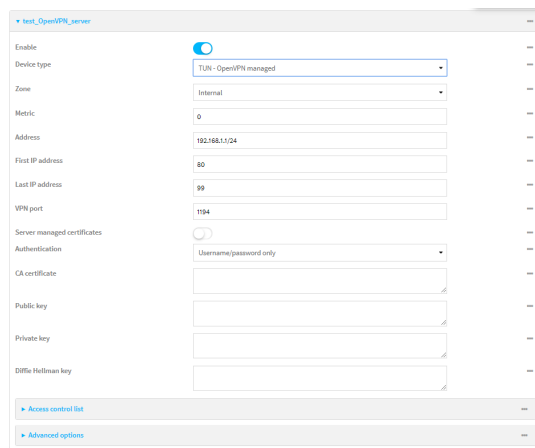 test_OpenVPN_server
Enable
Device type TUN - OpenVPN managed
Zone Internal
Metric 0
Address 192.168.1.1/24
First IP address 80
Last IP address 99
VPN port 1194
Server managed certificates
Authentication Username/password only
CA certificate
Public key
Private key
Diffie Hellman key
Access control list
Advanced options